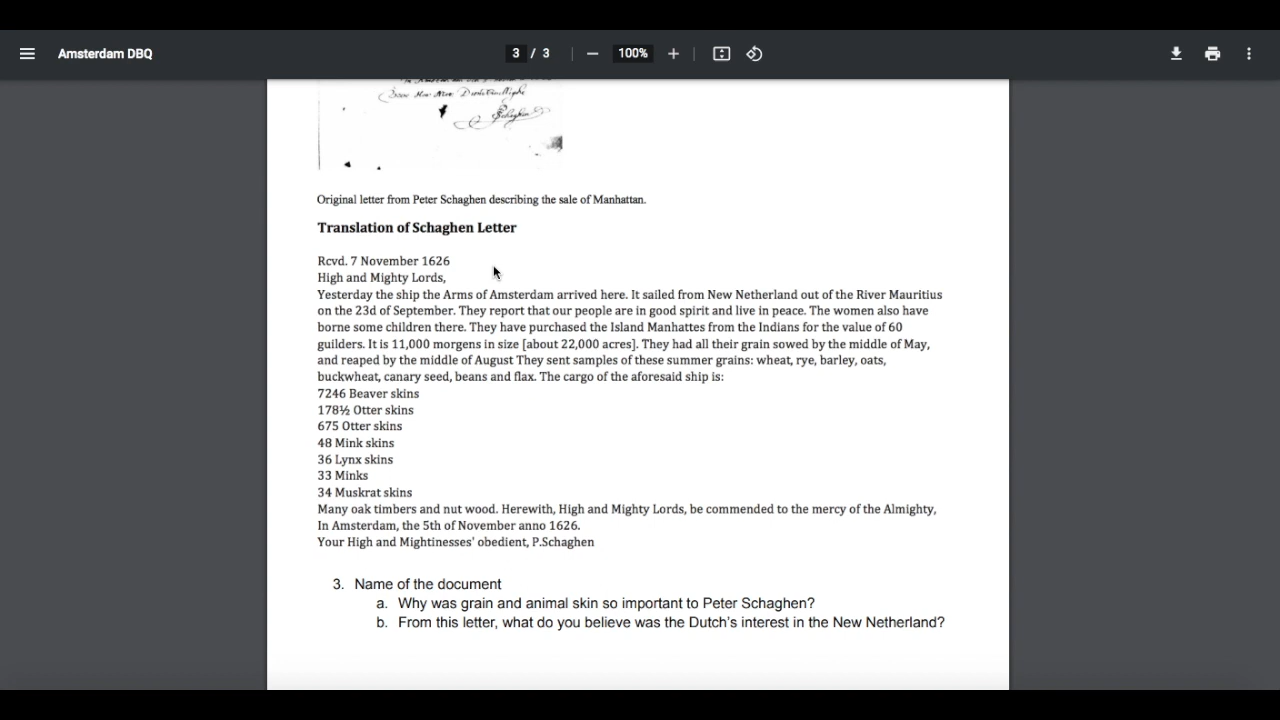 Amsterdam DBQ
3 / 3
100%
Original letter from Peter Schaghen describing the sale of Manhattan.
Translation of Schaghen Letter
Rcvd. 7 November 1626
High and Mighty Lords,
Yesterday the ship the Arms of Amsterdam arrived here. It sailed from New Netherland out of the River Mauritius
on the 23d of September. They report that our people are in good spirit and live in peace. The women also have
borne some children there. They have purchased the Island Manhattes from the Indians for the value of 60
guilders. It is 11,000 morgens in size [about 22,000 acres]. They had all their grain sowed by the middle of May,
and reaped by the middle of August They sent samples of these summer grains: wheat, rye, barley, oats,
buckwheat, canary seed, beans and flax. The cargo of the aforesaid ship is:
7246 Beaver skins
178½ Otter skins
675 Otter skins
48 Mink skins
36 Lynx skins
33 Minks
34 Muskrat skins
Many oak timbers and nut wood. Herewith, High and Mighty Lords, be commended to the mercy of the Almighty,
In Amsterdam, the 5th of November anno 1626.
Your High and Mightinesses' obedient, P.Schaghen
3. Name of the document
a. Why was grain and animal skin so important to Peter Schaghen?
b. From this letter, what do you believe was the Dutch's interest in the New Netherland?